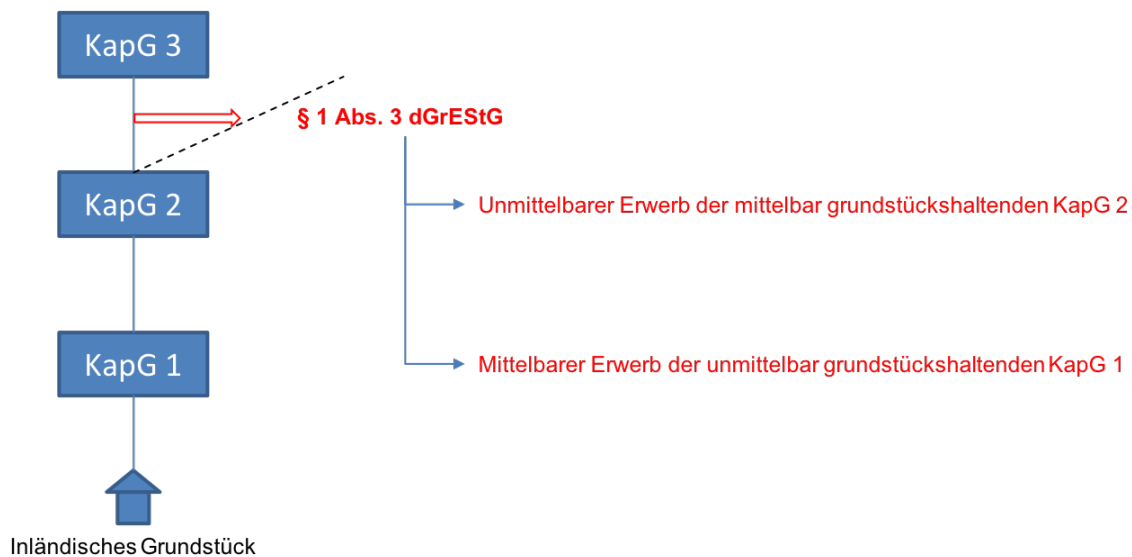 KapG 3
§ 1 Abs. 3 dGrEStG
KapG 2
Unmittelbarer Erwerb der mittelbar grundstückshaltenden KapG 2
KapG 1
Mittelbarer Erwerb der unmittelbar grundstückshaltenden KapG 1
Inländisches Grundstück